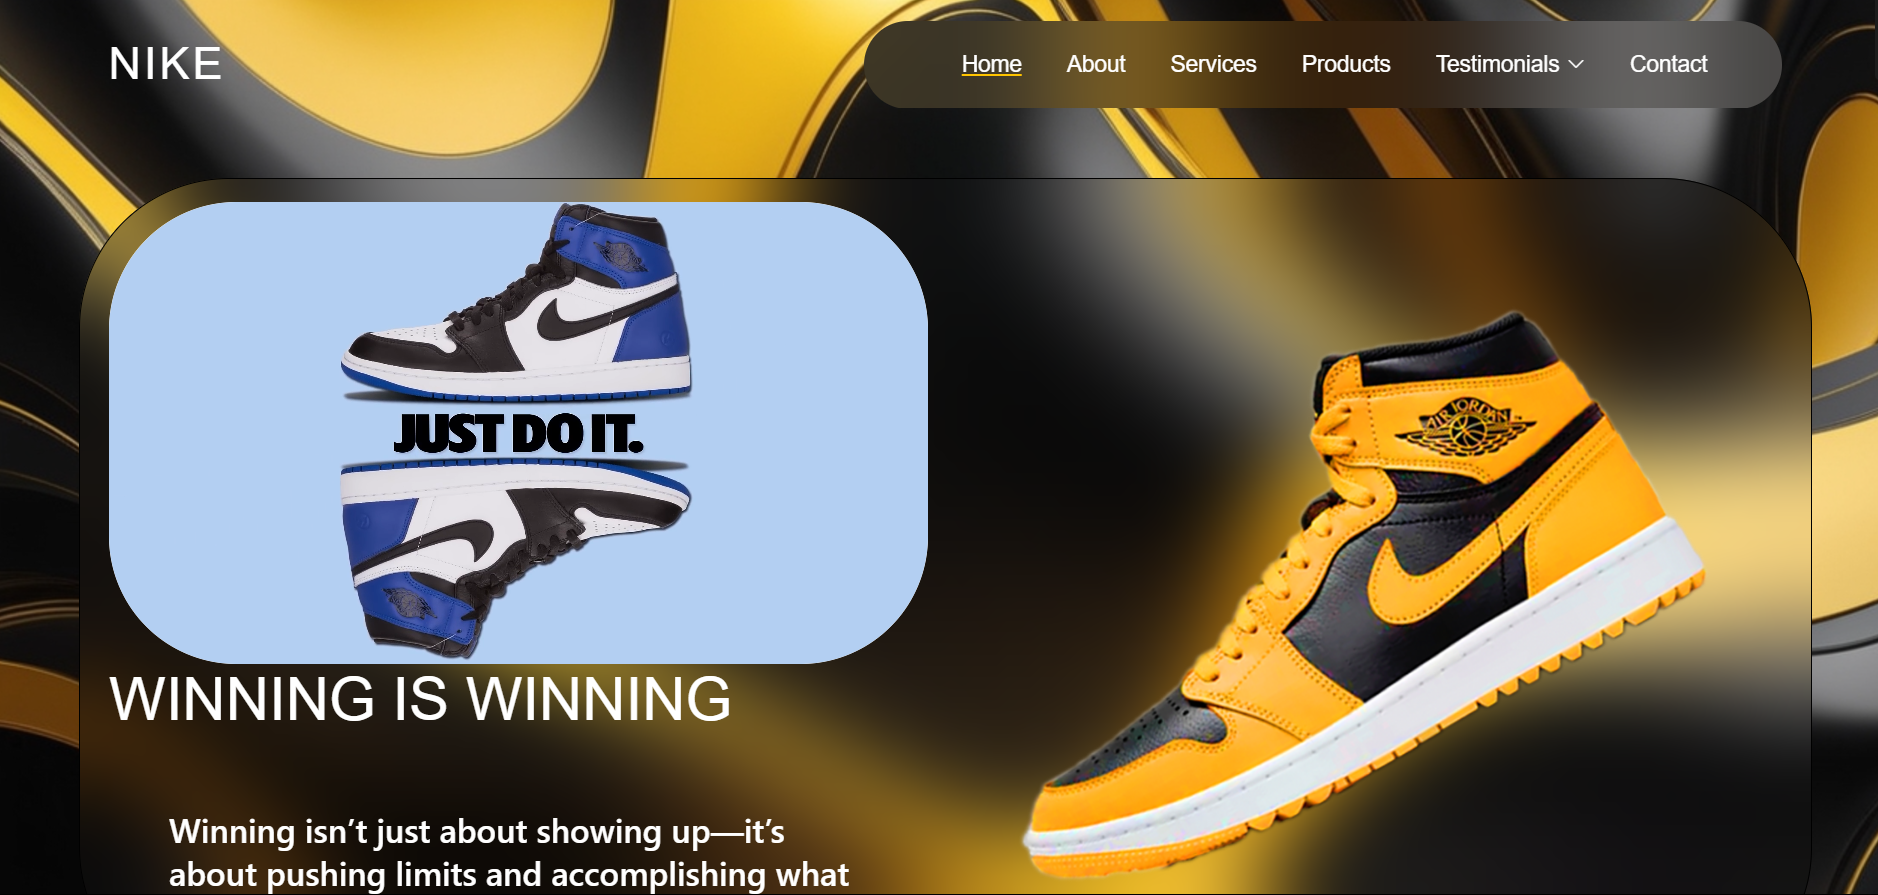 NIKE
Home About Services Products Testimonials Contact
JUST DO IT.
AIR JORDAN
WINNING IS WINNING
Winning isn’t just about showing up—it’s
about pushing limits and accomplishing what